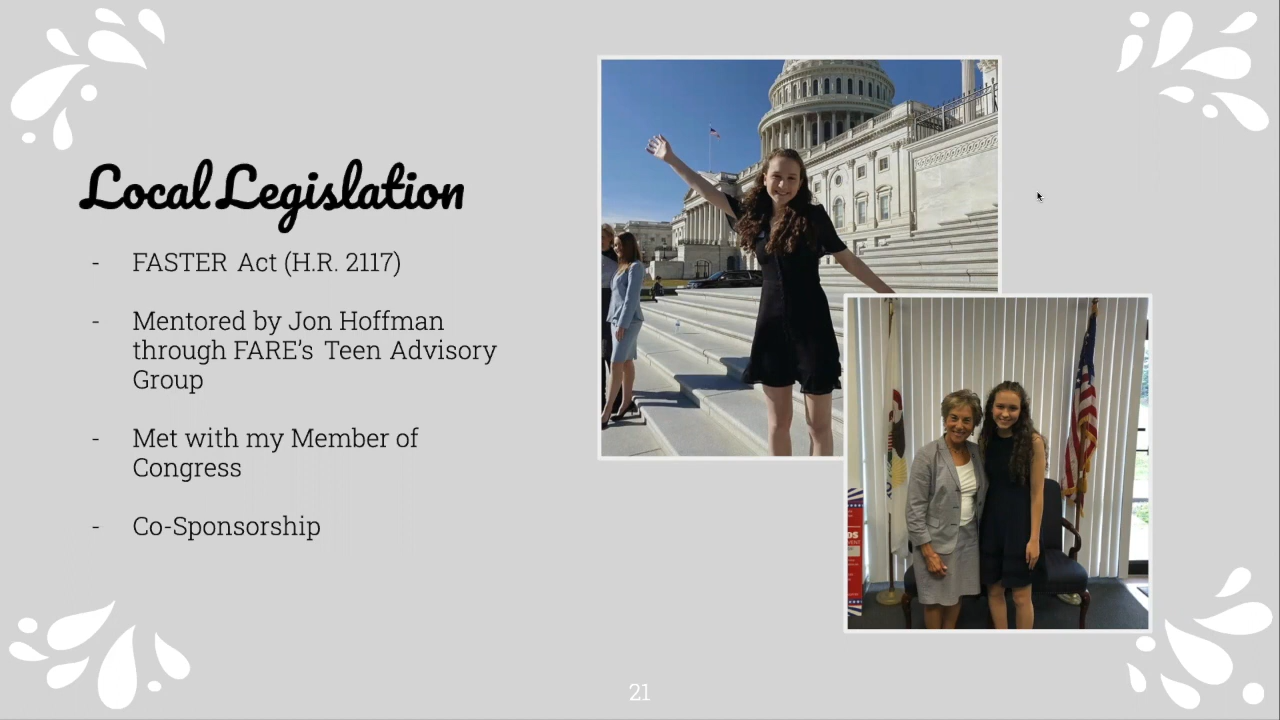 Local Legislation
- FASTER Act (H.R. 2117)
- Mentored by Jon Hoffman
through FARE's Teen Advisory
Group
- Met with my Member of
Congress
- Co-Sponsorship
21